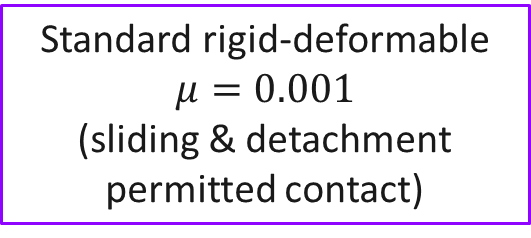 Standard rigid-deformable
𝜇 = 0.001
(sliding & detachment
permitted contact)